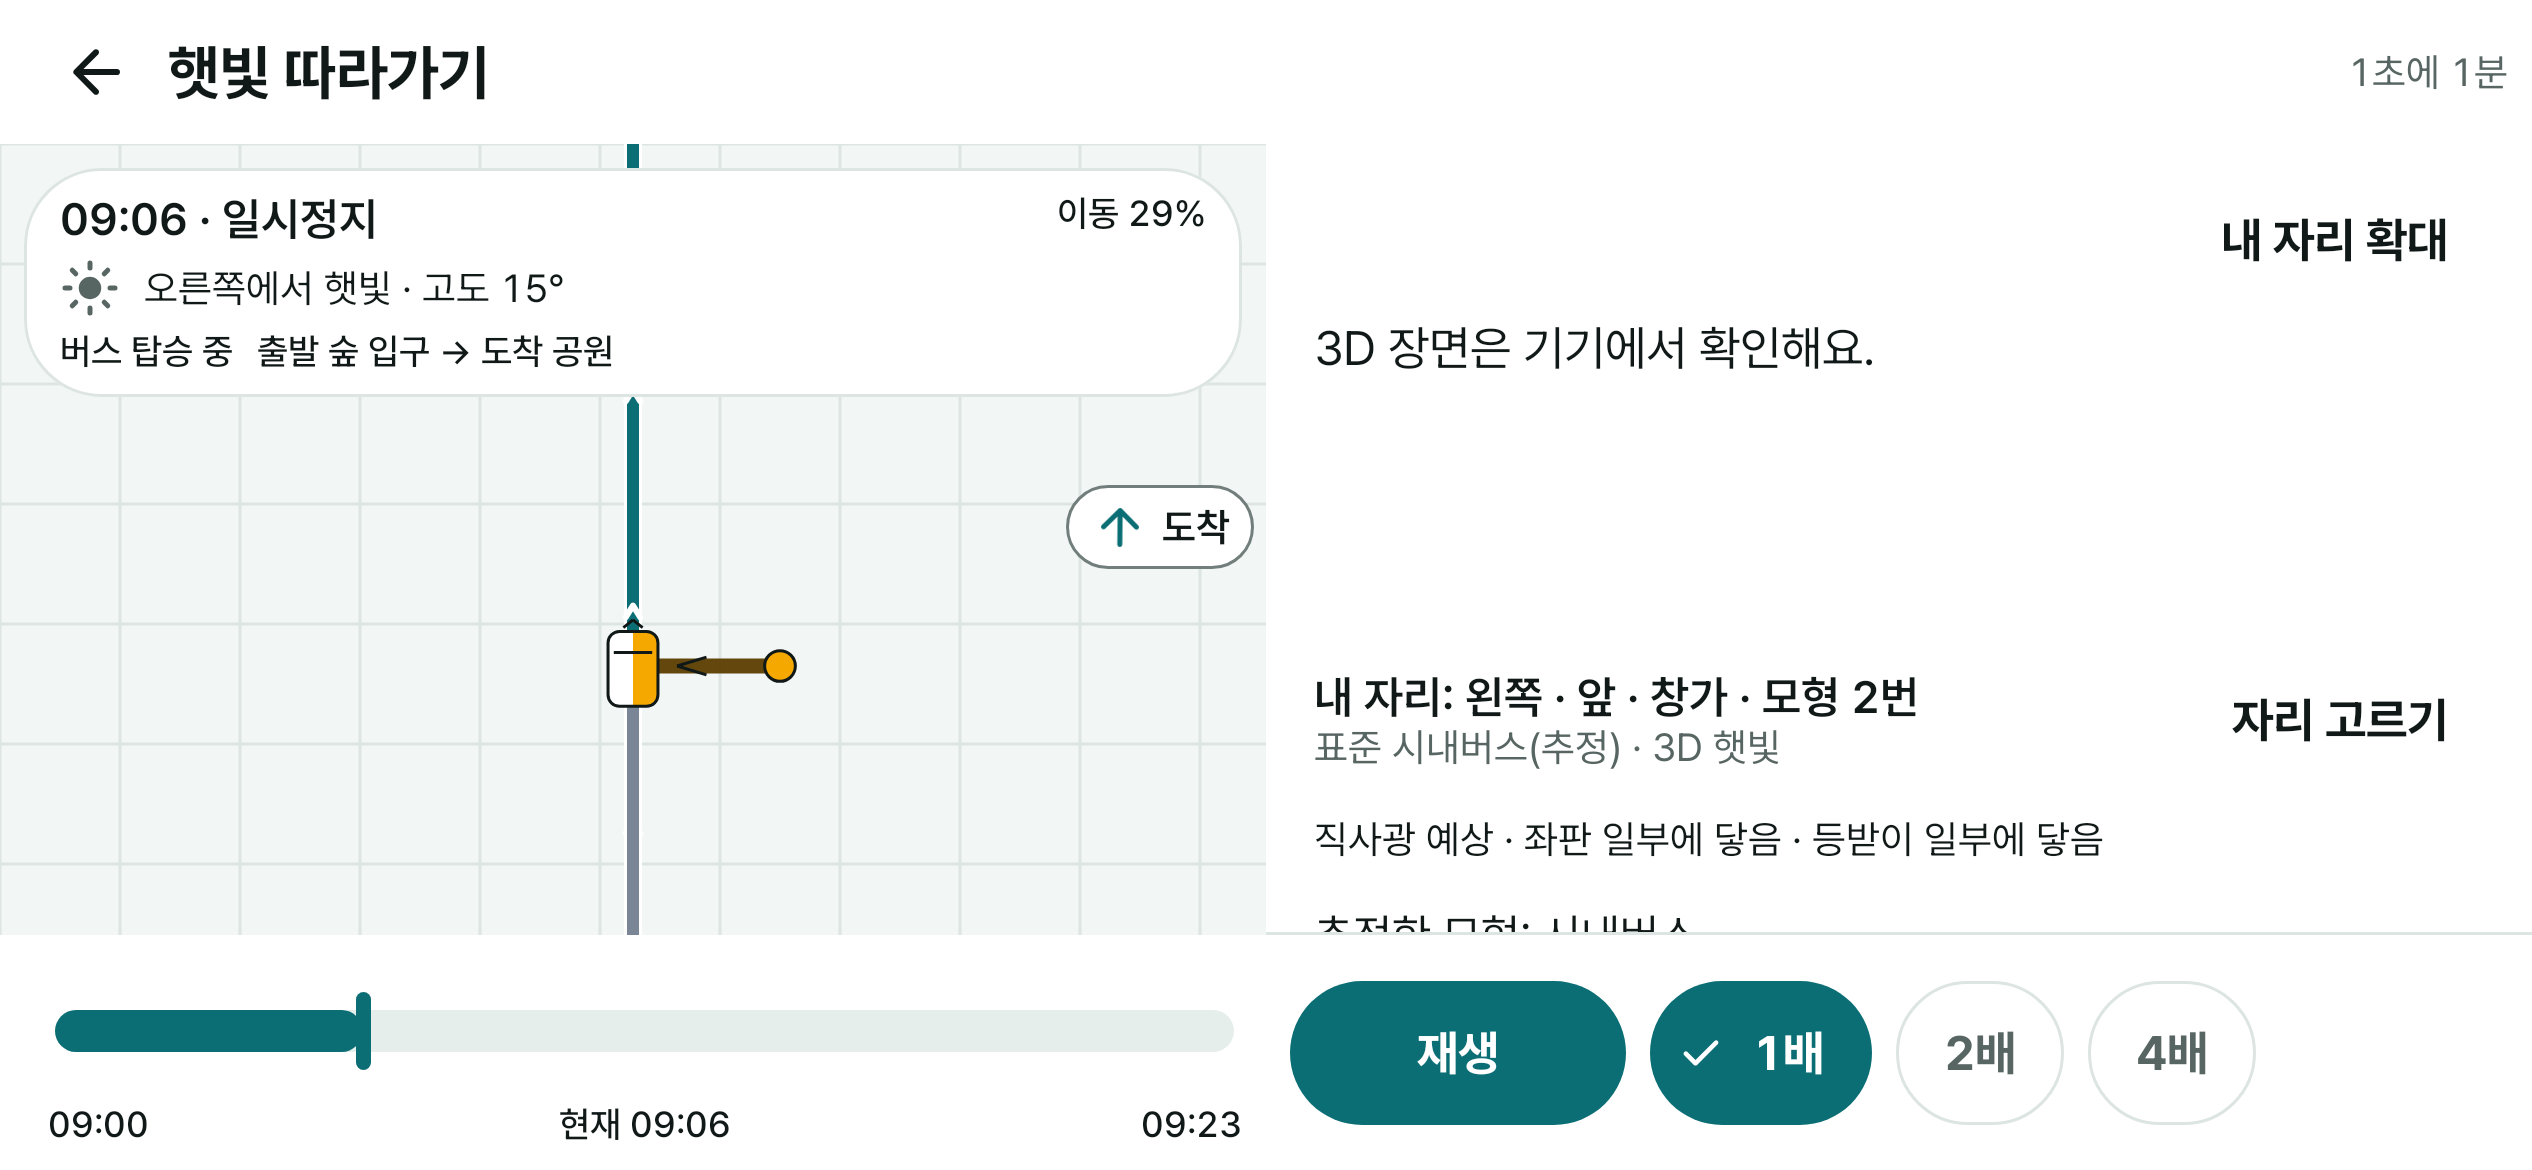 햇빛 따라가기
1초에 1분
09:06 · 일시정지
이동 29%
오른쪽에서 햇빛 · 고도 15°
버스 탑승 중 출발 숲 입구 → 도착 공원
도착
내 자리 확대
3D 장면은 기기에서 확인해요.
내 자리: 왼쪽 · 앞 · 창가 · 모형 2번
표준 시내버스(추정) · 3D 햇빛
자리 고르기
직사광 예상 · 좌판 일부에 닿음 · 등받이 일부에 닿음
09:00
현재 09:06
09:23
재생
1배
2배
4배